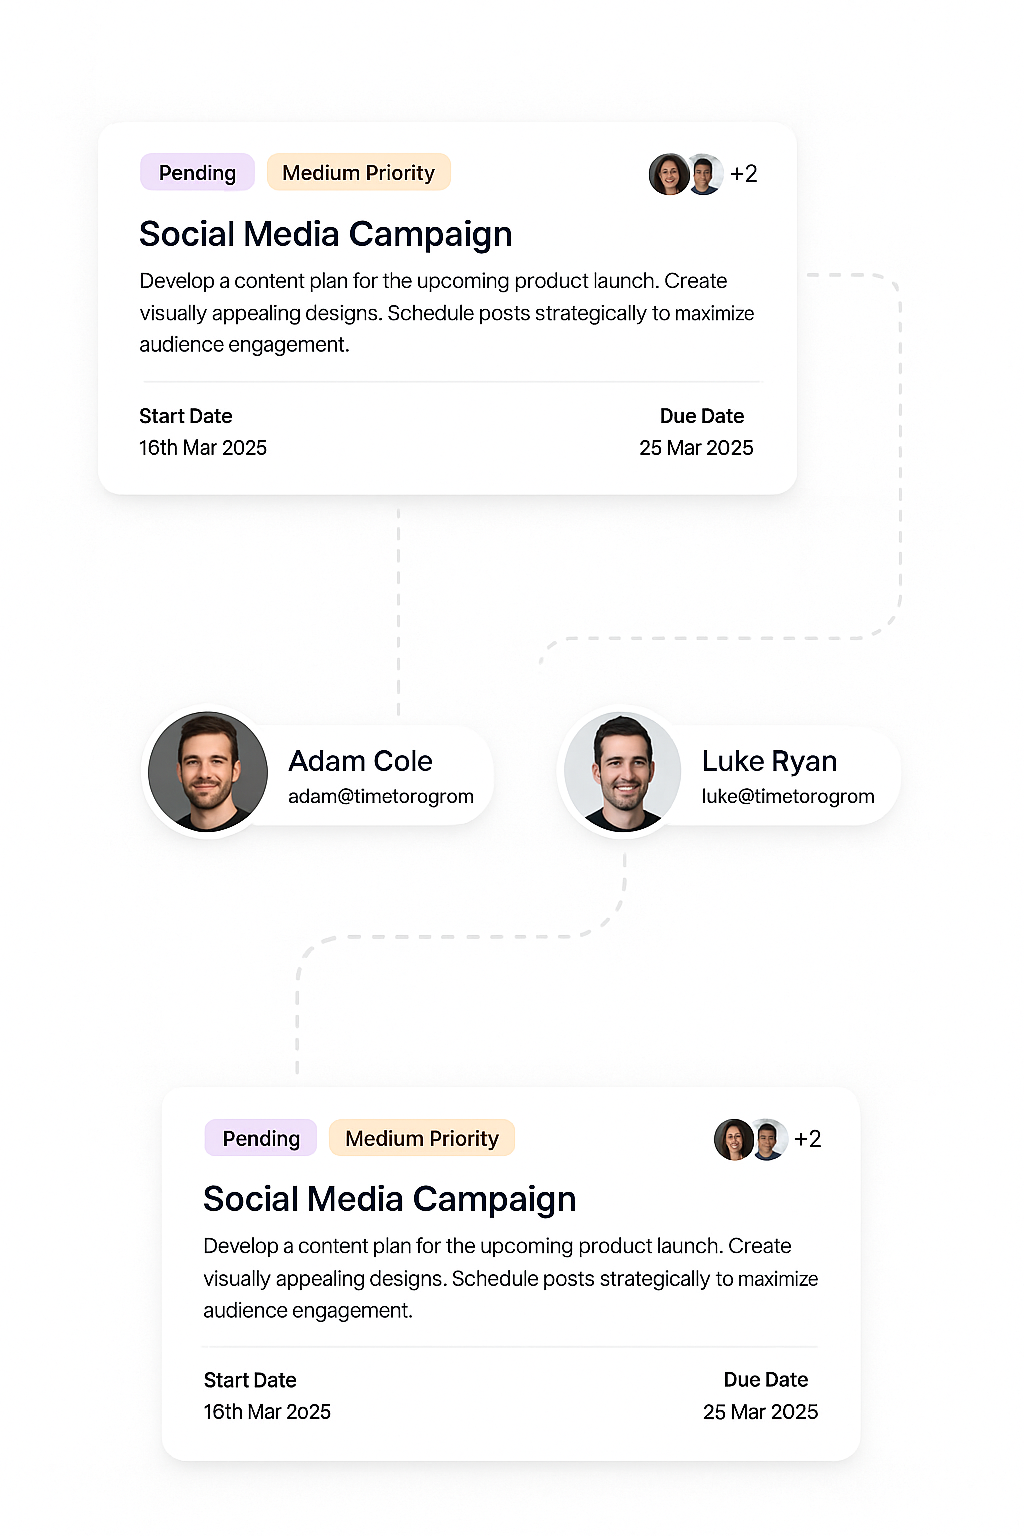 Pending Medium Priority +2
Social Media Campaign
Develop a content plan for the upcoming product launch. Create
visually appealing designs. Schedule posts strategically to maximize
audience engagement.
Start Date Due Date
16th Mar 2025 25 Mar 2025
Adam Cole
adam@timetorogrom
Luke Ryan
luke@timetorogrom
Pending Medium Priority +2
Social Media Campaign
Develop a content plan for the upcoming product launch. Create
visually appealing designs. Schedule posts strategically to maximize
audience engagement.
Start Date Due Date
16th Mar 2o25 25 Mar 2025